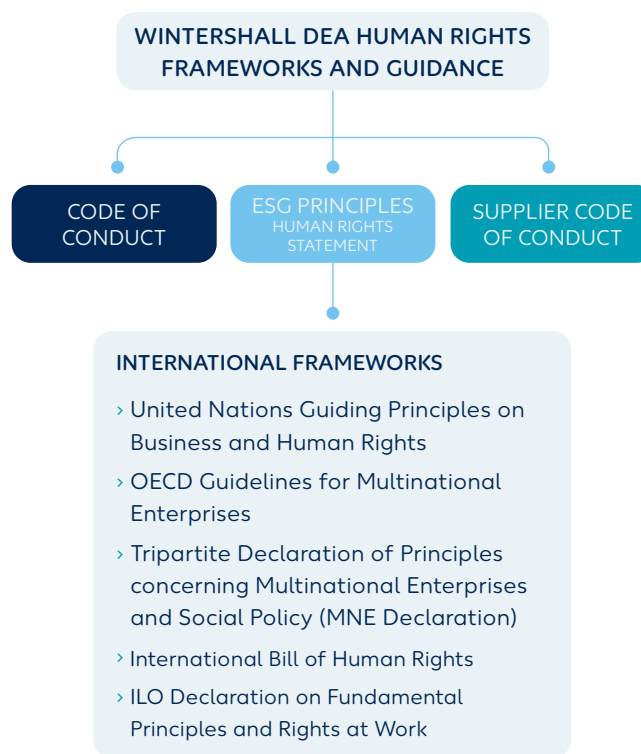 WINTERSHALL DEA HUMAN RIGHTS
FRAMEWORKS AND GUIDANCE
CODE OF
CONDUCT
ESG PRINCIPLES
HUMAN RIGHTS
STATEMENT
SUPPLIER CODE
OF CONDUCT
INTERNATIONAL FRAMEWORKS
› United Nations Guiding Principles on
Business and Human Rights
› OECD Guidelines for Multinational
Enterprises
› Tripartite Declaration of Principles
concerning Multinational Enterprises
and Social Policy (MNE Declaration)
› International Bill of Human Rights
› ILO Declaration on Fundamental
Principles and Rights at Work